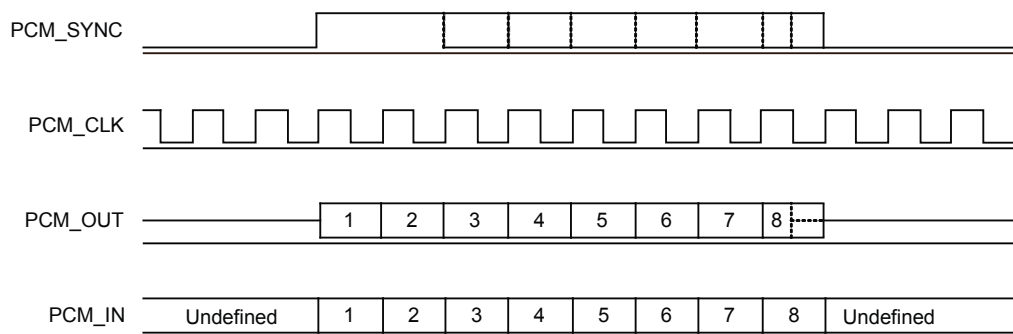 PCM_SYNC
PCM_CLK
PCM_OUT 1 2 3 4 5 6 7 8
PCM_IN Undefined 1 2 3 4 5 6 7 8 Undefined